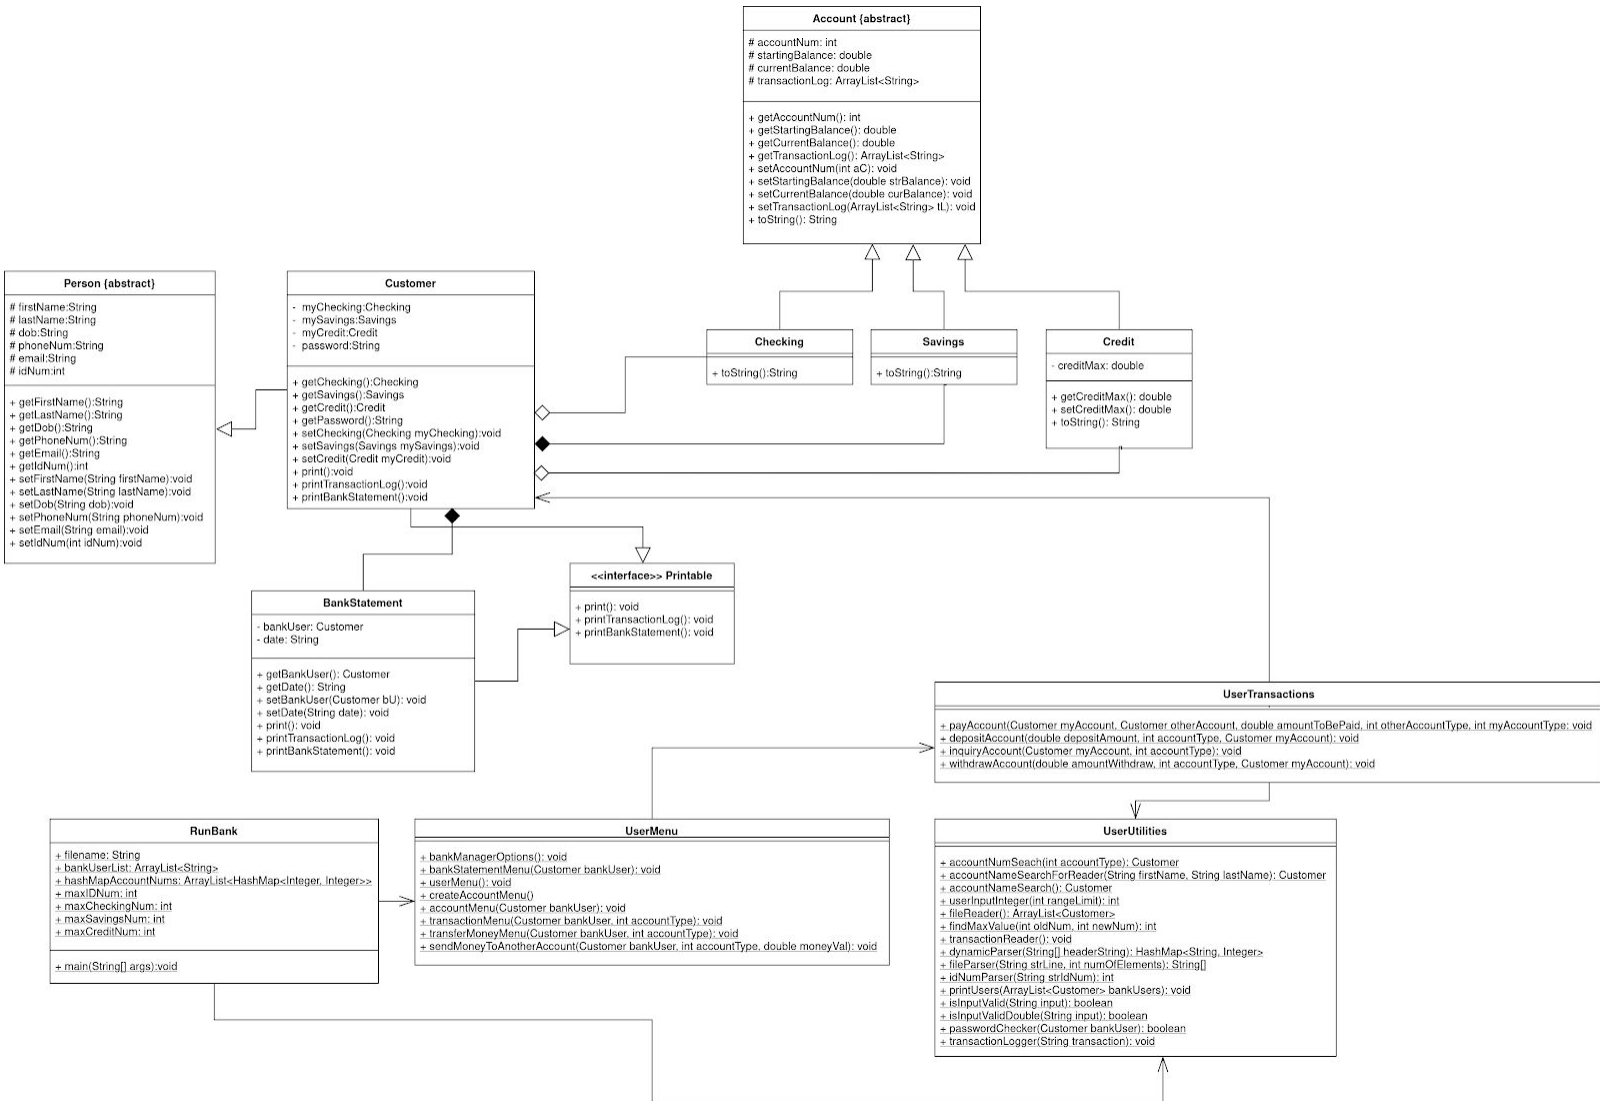 Account {abstract}
# accountNum: int
# startingBalance: double
# currentBalance: double
# transactionLog: ArrayList<String>
+ getAccountNum(): int
+ getStartingBalance(): double
+ getCurrentBalance(): double
+ getTransactionLog(): ArrayList<String>
+ setAccountNum(int aC): void
+ setStartingBalance(double strBalance): void
+ setCurrentBalance(double curBalance): void
+ setTransactionLog(ArrayList<String> tL): void
+ toString(): String
Person {abstract}
# firstName:String
# lastName:String
# dob:String
# phoneNum:String
# email:String
# idNum:int
+ getFirstName():String
+ getLastName():String
+ getDob():String
+ getPhoneNum():String
+ getEmail():String
+ getIdNum():int
+ setFirstName(String firstName):void
+ setLastName(String lastName):void
+ setDob(String dob):void
+ setPhoneNum(String phoneNum):void
+ setEmail(String email):void
+ setIdNum(int idNum):void
Customer
- myChecking:Checking
- mySavings:Savings
- myCredit:Credit
- password:String
+ getChecking():Checking
+ getSavings():Savings
+ getCredit():Credit
+ getPassword():String
+ setChecking(Checking myChecking):void
+ setSavings(Savings mySavings):void
+ setCredit(Credit myCredit):void
+ print():void
+ printTransactionLog():void
+ printBankStatement():void
Checking
+ toString():String
Savings
+ toString():String
Credit
- creditMax: double
+ getCreditMax(): double
+ setCreditMax(): double
+ toString(): String
<<interface>> Printable
+ print(): void
+ printTransactionLog(): void
+ printBankStatement(): void
BankStatement
- bankUser: Customer
- date: String
+ getBankUser(): Customer
+ getDate(): String
+ setBankUser(Customer bU): void
+ setDate(String date): void
+ print(): void
+ printTransactionLog(): void
+ printBankStatement(): void
UserTransactions
+ payAccount(Customer myAccount, Customer otherAccount, double amountToBePaid, int otherAccountType, int myAccountType: void
+ depositAccount(double depositAmount, int accountType, Customer myAccount): void
+ inquiryAccount(Customer myAccount, int accountType): void
+ withdrawAccount(double amountWithdraw, int accountType, Customer myAccount): void
RunBank
+ filename: String
+ bankUserList: ArrayList<String>
+ hashMapAccountNums: ArrayList<HashMap<Integer, Integer>>
+ maxIDNum: int
+ maxCheckingNum: int
+ maxSavingsNum: int
+ maxCreditNum: int
+ main(String[] args):void
UserMenu
+ bankManagerOptions(): void
+ bankStatementMenu(Customer bankUser): void
+ userMenu(): void
+ createAccountMenu()
+ accountMenu(Customer bankUser): void
+ transactionMenu(Customer bankUser, int accountType): void
+ transferMoneyMenu(Customer bankUser, int accountType): void
+ sendMoneyToAnotherAccount(Customer bankUser, int accountType, double moneyVal): void
UserUtilities
+ accountNumSeach(int accountType): Customer
+ accountNameSearchForReader(String firstName, String lastName): Customer
+ accountNameSearch(): Customer
+ userInputInteger(int rangeLimit): int
+ fileReader(): ArrayList<Customer>
+ findMaxValue(int oldNum, int newNum): int
+ transactionReader(): void
+ dynamicParser(String[] headerString): HashMap<String, Integer>
+ fileParser(String strLine, int numOfElements): String[]
+ idNumParser(String strIdNum): int
+ printUsers(ArrayList<Customer> bankUsers): void
+ isInputValid(String input): boolean
+ isInputValidDouble(String input): boolean
+ passwordChecker(Customer bankUser): boolean
+ transactionLogger(String transaction): void